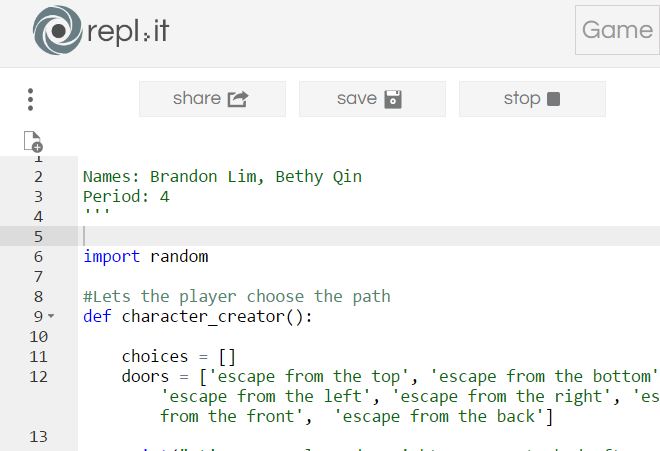 repl.it
Game
share
save
stop
1
2 Names: Brandon Lim, Bethy Qin
3 Period: 4
4 '''
5
6 import random
7
8 #Lets the player choose the path
9 def character_creator():
10
11 choices = []
12 doors = ['escape from the top', 'escape from the bottom'
'escape from the left', 'escape from the right', 'es
from the front', 'escape from the back']
13